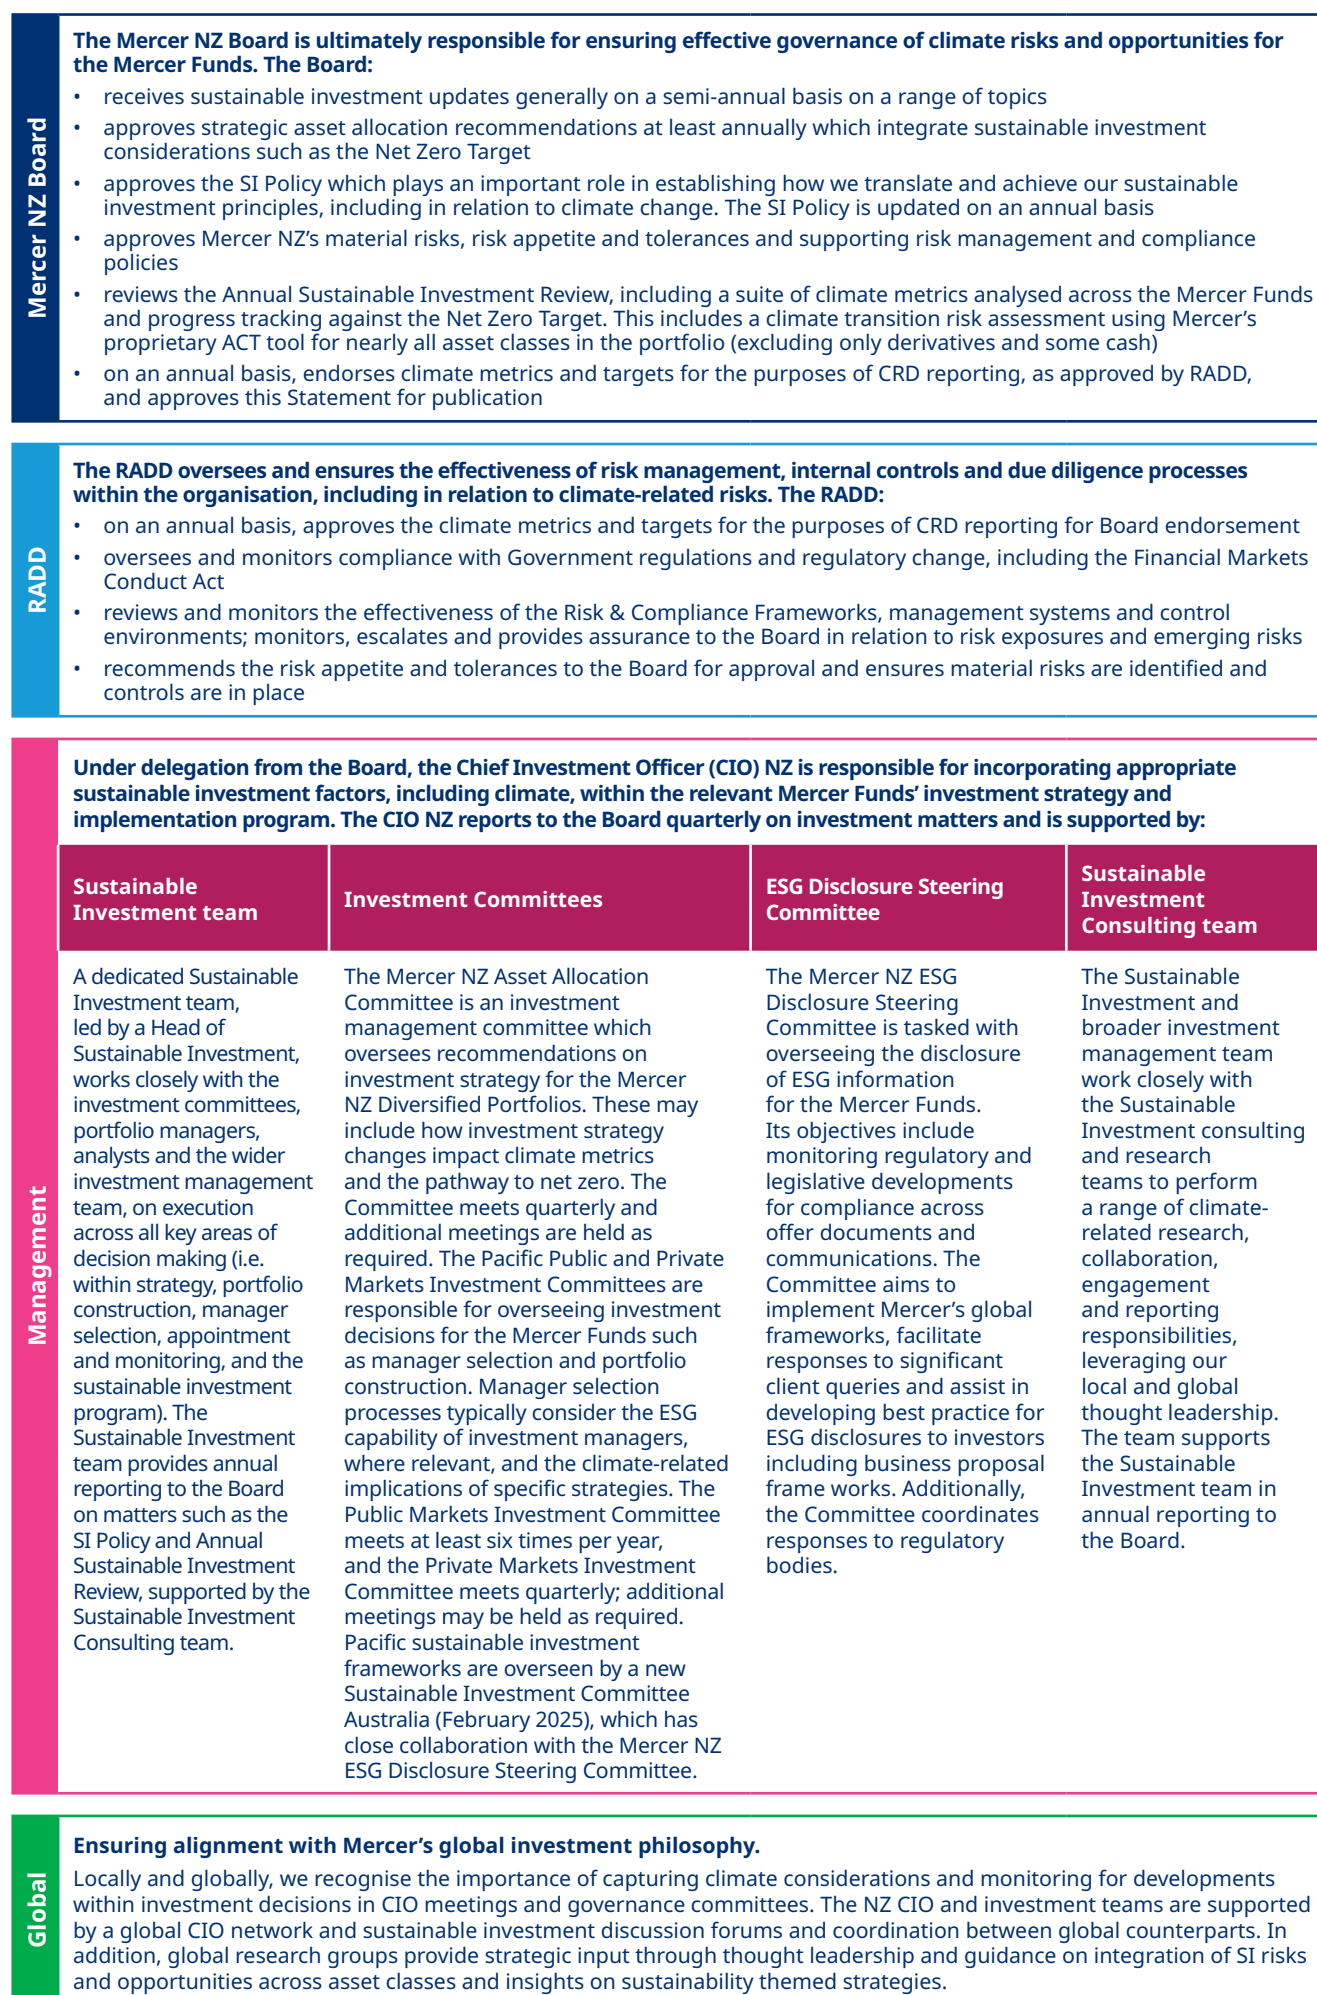 Mercer NZ Board
The Mercer NZ Board is ultimately responsible for ensuring effective governance of climate risks and opportunities for
the Mercer Funds. The Board:
• receives sustainable investment updates generally on a semi-annual basis on a range of topics
• approves strategic asset allocation recommendations at least annually which integrate sustainable investment
considerations such as the Net Zero Target
• approves the SI Policy which plays an important role in establishing how we translate and achieve our sustainable
investment principles, including in relation to climate change. The SI Policy is updated on an annual basis
• approves Mercer NZ’s material risks, risk appetite and tolerances and supporting risk management and compliance
policies
• reviews the Annual Sustainable Investment Review, including a suite of climate metrics analysed across the Mercer Funds
and progress tracking against the Net Zero Target. This includes a climate transition risk assessment using Mercer’s
proprietary ACT tool for nearly all asset classes in the portfolio (excluding only derivatives and some cash)
• on an annual basis, endorses climate metrics and targets for the purposes of CRD reporting, as approved by RADD,
and approves this Statement for publication
RADD
The RADD oversees and ensures the effectiveness of risk management, internal controls and due diligence processes
within the organisation, including in relation to climate-related risks. The RADD:
• on an annual basis, approves the climate metrics and targets for the purposes of CRD reporting for Board endorsement
• oversees and monitors compliance with Government regulations and regulatory change, including the Financial Markets
Conduct Act
• reviews and monitors the effectiveness of the Risk & Compliance Frameworks, management systems and control
environments; monitors, escalates and provides assurance to the Board in relation to risk exposures and emerging risks
• recommends the risk appetite and tolerances to the Board for approval and ensures material risks are identified and
controls are in place
Management
Under delegation from the Board, the Chief Investment Officer (CIO) NZ is responsible for incorporating appropriate
sustainable investment factors, including climate, within the relevant Mercer Funds’ investment strategy and
implementation program. The CIO NZ reports to the Board quarterly on investment matters and is supported by:
Sustainable
Investment team
A dedicated Sustainable
Investment team,
led by a Head of
Sustainable Investment,
works closely with the
investment committees,
portfolio managers,
analysts and the wider
investment management
team, on execution
across all key areas of
decision making (i.e.
within strategy, portfolio
construction, manager
selection, appointment
and monitoring, and the
sustainable investment
program). The
Sustainable Investment
team provides annual
reporting to the Board
on matters such as the
SI Policy and Annual
Sustainable Investment
Review, supported by the
Sustainable Investment
Consulting team.
Investment Committees
The Mercer NZ Asset Allocation
Committee is an investment
management committee which
oversees recommendations on
investment strategy for the Mercer
NZ Diversified Portfolios. These may
include how investment strategy
changes impact climate metrics
and the pathway to net zero. The
Committee meets quarterly and
additional meetings are held as
required. The Pacific Public and Private
Markets Investment Committees are
responsible for overseeing investment
decisions for the Mercer Funds such
as manager selection and portfolio
construction. Manager selection
processes typically consider the ESG
capability of investment managers,
where relevant, and the climate-related
implications of specific strategies. The
Public Markets Investment Committee
meets at least six times per year,
and the Private Markets Investment
Committee meets quarterly; additional
meetings may be held as required.
Pacific sustainable investment
frameworks are overseen by a new
Sustainable Investment Committee
Australia (February 2025), which has
close collaboration with the Mercer NZ
ESG Disclosure Steering Committee.
ESG Disclosure Steering
Committee
The Mercer NZ ESG
Disclosure Steering
Committee is tasked with
overseeing the disclosure
of ESG information
for the Mercer Funds.
Its objectives include
monitoring regulatory and
legislative developments
for compliance across
offer documents and
communications. The
Committee aims to
implement Mercer’s global
frameworks, facilitate
responses to significant
client queries and assist in
developing best practice for
ESG disclosures to investors
including business proposal
frame works. Additionally,
the Committee coordinates
responses to regulatory
bodies.
Sustainable
Investment
Consulting team
The Sustainable
Investment and
broader investment
management team
work closely with
the Sustainable
Investment consulting
and research
teams to perform
a range of climate-
related research,
collaboration,
engagement
and reporting
responsibilities,
leveraging our
local and global
thought leadership.
The team supports
the Sustainable
Investment team in
annual reporting to
the Board.
Global
Ensuring alignment with Mercer’s global investment philosophy.
Locally and globally, we recognise the importance of capturing climate considerations and monitoring for developments
within investment decisions in CIO meetings and governance committees. The NZ CIO and investment teams are supported
by a global CIO network and sustainable investment discussion forums and coordination between global counterparts. In
addition, global research groups provide strategic input through thought leadership and guidance on integration of SI risks
and opportunities across asset classes and insights on sustainability themed strategies.